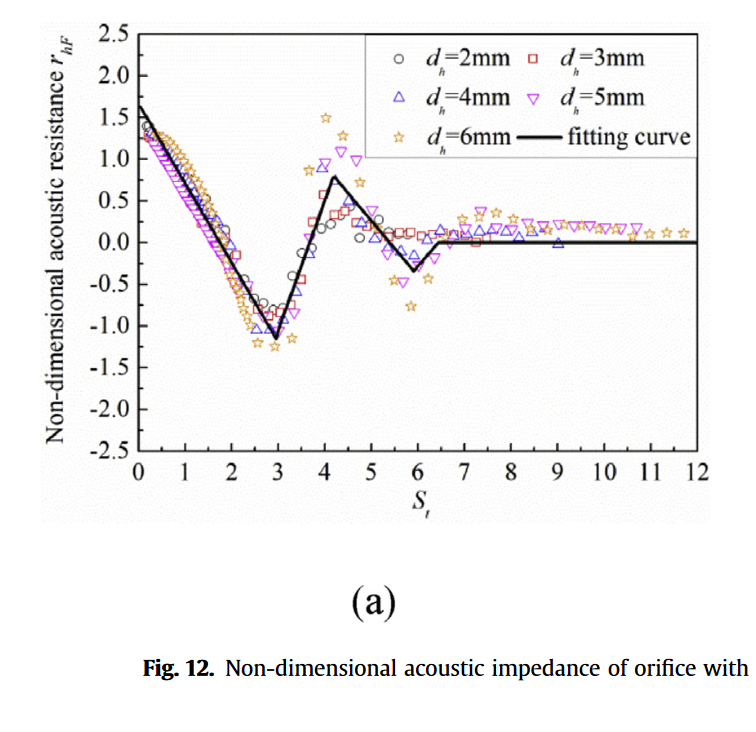 Non-dimensional acoustic resistance r_hF
2.5
2.0
1.5
1.0
0.5
0.0
-0.5
-1.0
-1.5
-2.0
-2.5
d_h=2mm d_h=3mm
d_h=4mm d_h=5mm
d_h=6mm fitting curve
0 1 2 3 4 5 6 7 8 9 10 11 12
S_t
(a)
Fig. 12. Non-dimensional acoustic impedance of orifice with